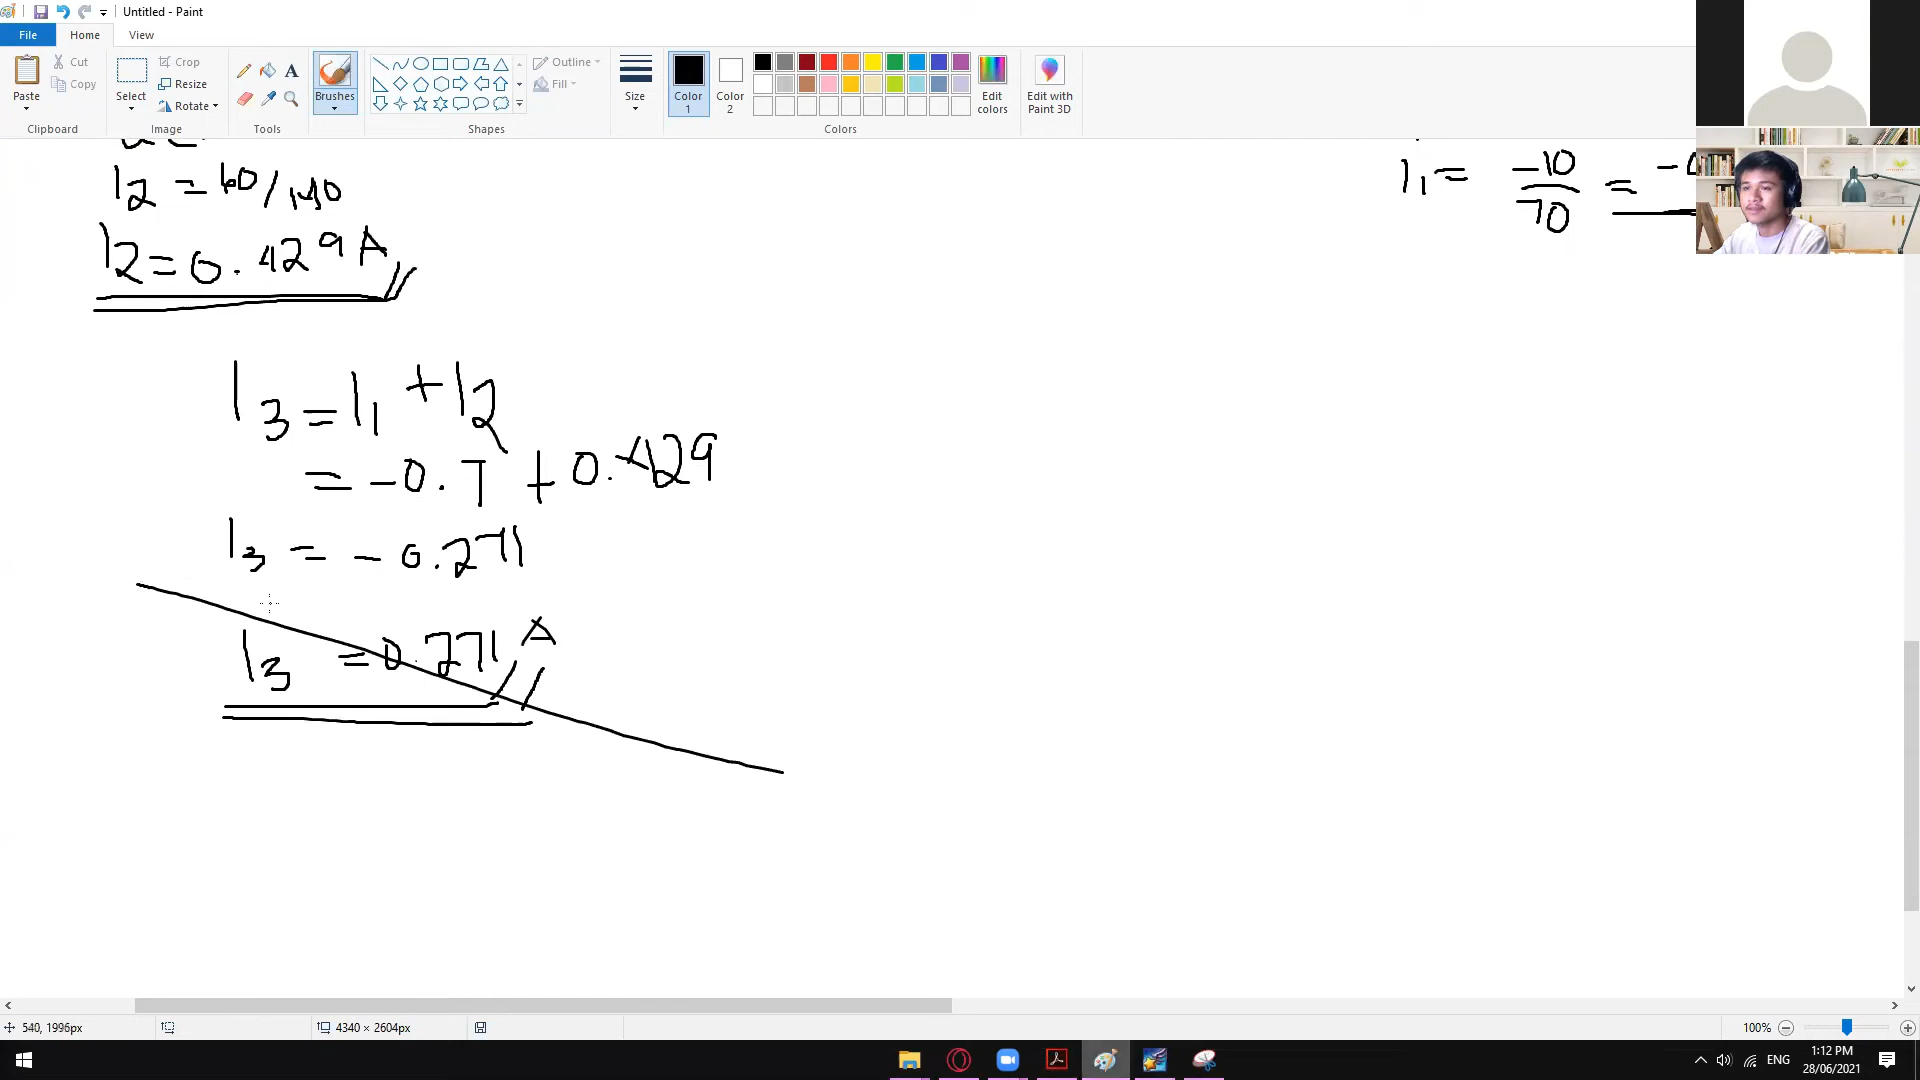 Untitled - Paint
File Home View
Paste
Cut
Copy
Clipboard
Select
Crop
Resize
Rotate
Image
Tools
Brushes
Shapes
Outline
Fill
Size
Color 1
Color 2
Colors
Edit colors
Edit with Paint 3D
I2 = 60/140
I2 = 0.429 A
I3 = I1 + I2
= -0.7 + 0.429
I3 = -0.271
I3 = 0.271 A
I1 = -10/70 =
540, 1996px
4340 × 2604px
100%
ENG
1:12 PM
28/06/2021